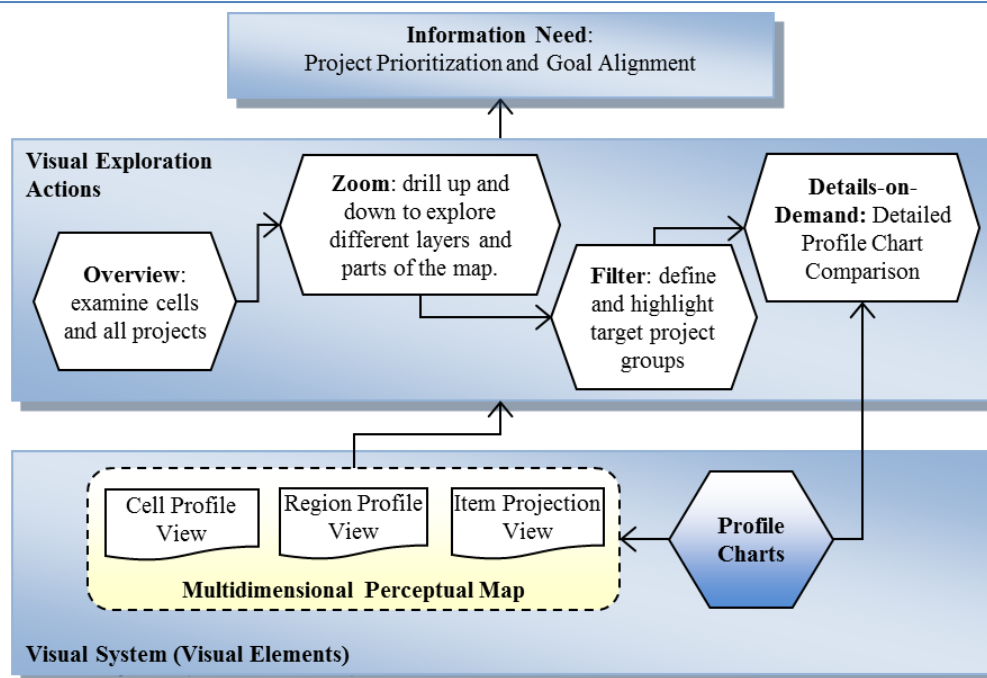 Information Need:
Project Prioritization and Goal Alignment
Visual Exploration
Actions
Overview:
examine cells
and all projects
Zoom: drill up and
down to explore
different layers and
parts of the map.
Filter: define
and highlight
target project
groups
Details-on-
Demand: Detailed
Profile Chart
Comparison
Cell Profile
View
Region Profile
View
Item Projection
View
Multidimensional Perceptual Map
Profile
Charts
Visual System (Visual Elements)